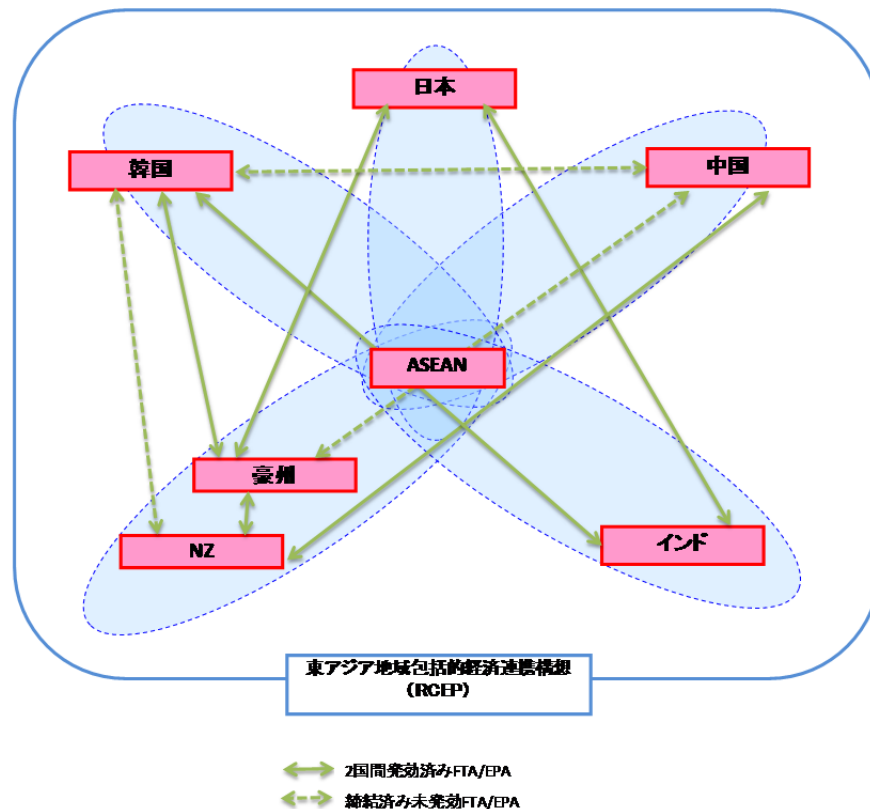 日本
韓国
中国
ASEAN
豪州
NZ
インド
東アジア地域包括的経済連携構想
(RCEP)
2国間発効済みFTA/EPA
締結済み未発効FTA/EPA